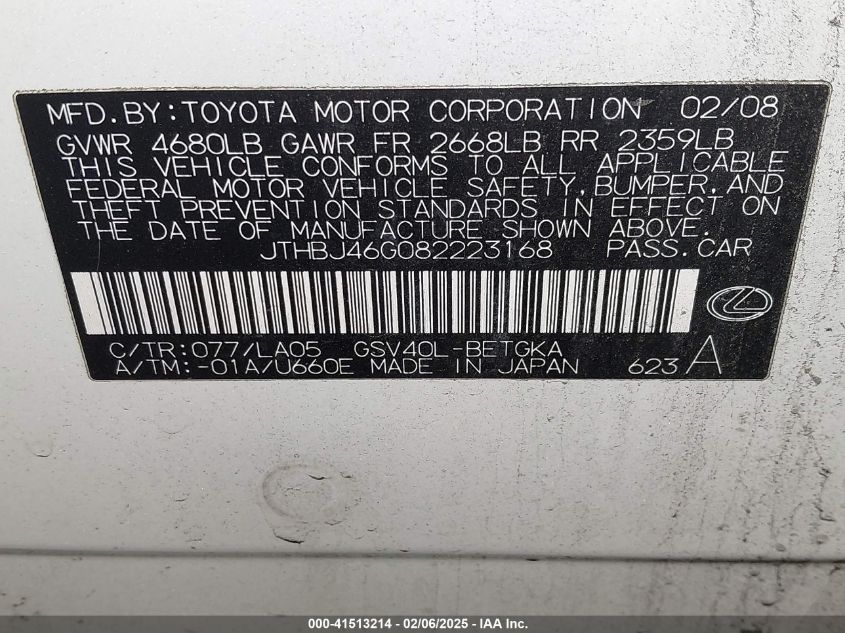 MFD.BY:TOYOTA MOTOR CORPORATION 02/08
GVWR 4680LB GAWR FR 2668LB RR 2359LB
THIS VEHICLE CONFORMS TO ALL APPLICABLE
FEDERAL MOTOR VEHICLE SAFETY,BUMPER,AND
THEFT PREVENTION STANDARDS IN EFFECT ON
THE DATE OF MANUFACTURE SHOWN ABOVE.
JTHBJ46G082223168 PASS.CAR
C/TR:077/LA05 GSV40L-BETGKA
A/TM:-01A/U660E MADE IN JAPAN 623A
000-41513214 - 02/06/2025 - IAA Inc.